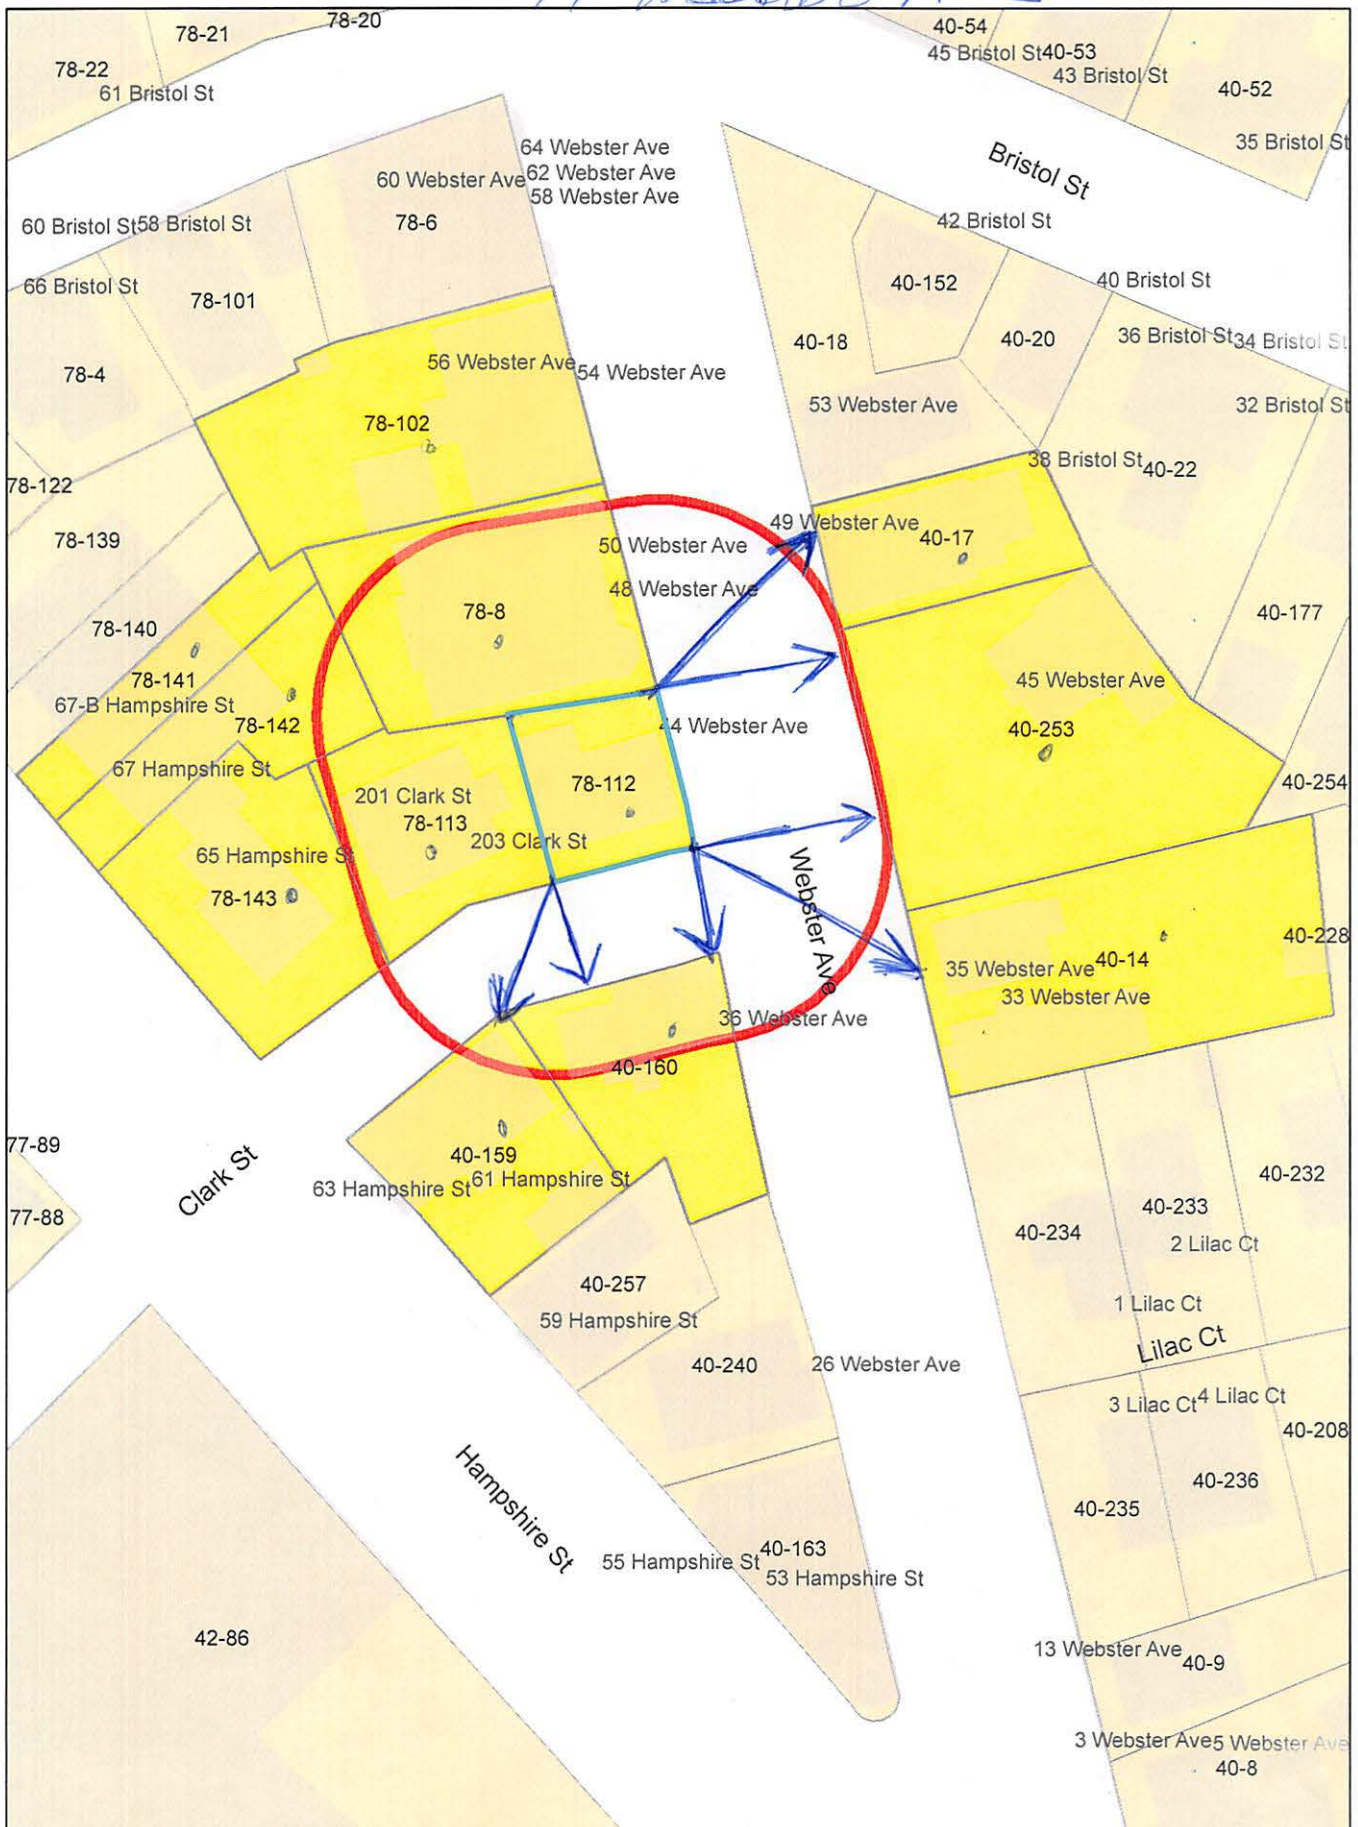 78-20
40-54
78-21
45 Bristol St 40-53
78-22
43 Bristol St
40-52
61 Bristol St
35 Bristol St
64 Webster Ave
Bristol St
62 Webster Ave
60 Webster Ave
58 Webster Ave
42 Bristol St
60 Bristol St 58 Bristol St
78-6
66 Bristol St
78-101
40-152
40 Bristol St
36 Bristol St 34 Bristol St
40-18
40-20
56 Webster Ave
54 Webster Ave
78-4
53 Webster Ave
32 Bristol St
78-102
38 Bristol St 40-22
78-122
49 Webster Ave
78-139
50 Webster Ave
40-17
48 Webster Ave
78-8
40-177
78-140
78-141
45 Webster Ave
67-B Hampshire St
78-142
44 Webster Ave
40-253
67 Hampshire St
78-112
40-254
201 Clark St
78-113
203 Clark St
65 Hampshire St
78-143
Webster Ave
40-228
35 Webster Ave 40-14
33 Webster Ave
36 Webster Ave
40-160
77-89
40-159
61 Hampshire St
63 Hampshire St
Clark St
40-232
77-88
40-233
40-234
2 Lilac Ct
40-257
1 Lilac Ct
59 Hampshire St
Lilac Ct
40-240
26 Webster Ave
3 Lilac Ct 4 Lilac Ct
40-208
Hampshire St
40-236
40-235
40-163
55 Hampshire St
53 Hampshire St
42-86
13 Webster Ave 40-9
3 Webster Ave 5 Webster Ave
40-8